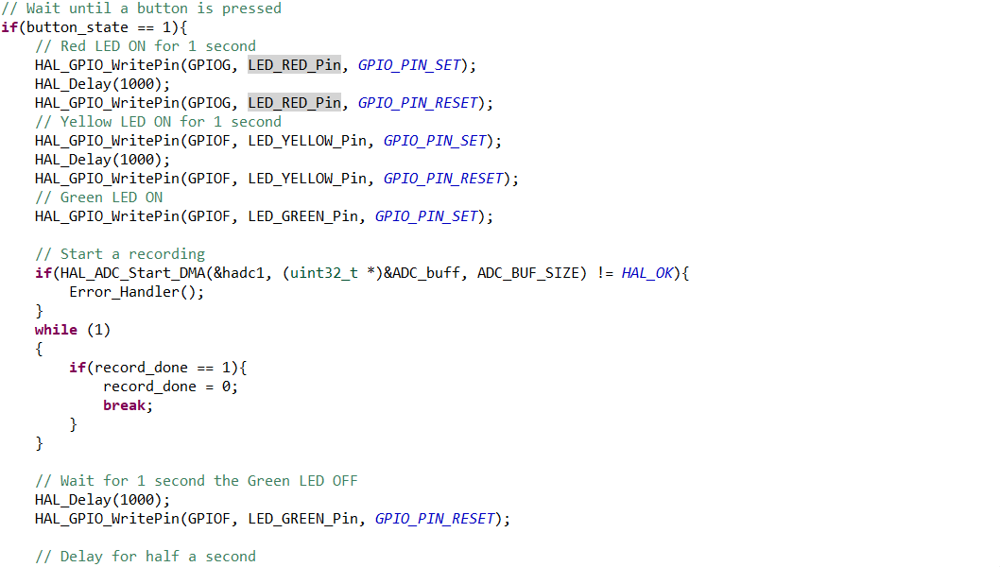 // Wait until a button is pressed
if(button_state == 1){
    // Red LED ON for 1 second
    HAL_GPIO_WritePin(GPIOG, LED_RED_Pin, GPIO_PIN_SET);
    HAL_Delay(1000);
    HAL_GPIO_WritePin(GPIOG, LED_RED_Pin, GPIO_PIN_RESET);
    // Yellow LED ON for 1 second
    HAL_GPIO_WritePin(GPIOF, LED_YELLOW_Pin, GPIO_PIN_SET);
    HAL_Delay(1000);
    HAL_GPIO_WritePin(GPIOF, LED_YELLOW_Pin, GPIO_PIN_RESET);
    // Green LED ON
    HAL_GPIO_WritePin(GPIOF, LED_GREEN_Pin, GPIO_PIN_SET);

    // Start a recording
    if(HAL_ADC_Start_DMA(&hadc1, (uint32_t *)&ADC_buff, ADC_BUF_SIZE) != HAL_OK){
        Error_Handler();
    }
    while (1)
    {
        if(record_done == 1){
            record_done = 0;
            break;
        }
    }

    // Wait for 1 second the Green LED OFF
    HAL_Delay(1000);
    HAL_GPIO_WritePin(GPIOF, LED_GREEN_Pin, GPIO_PIN_RESET);

    // Delay for half a second